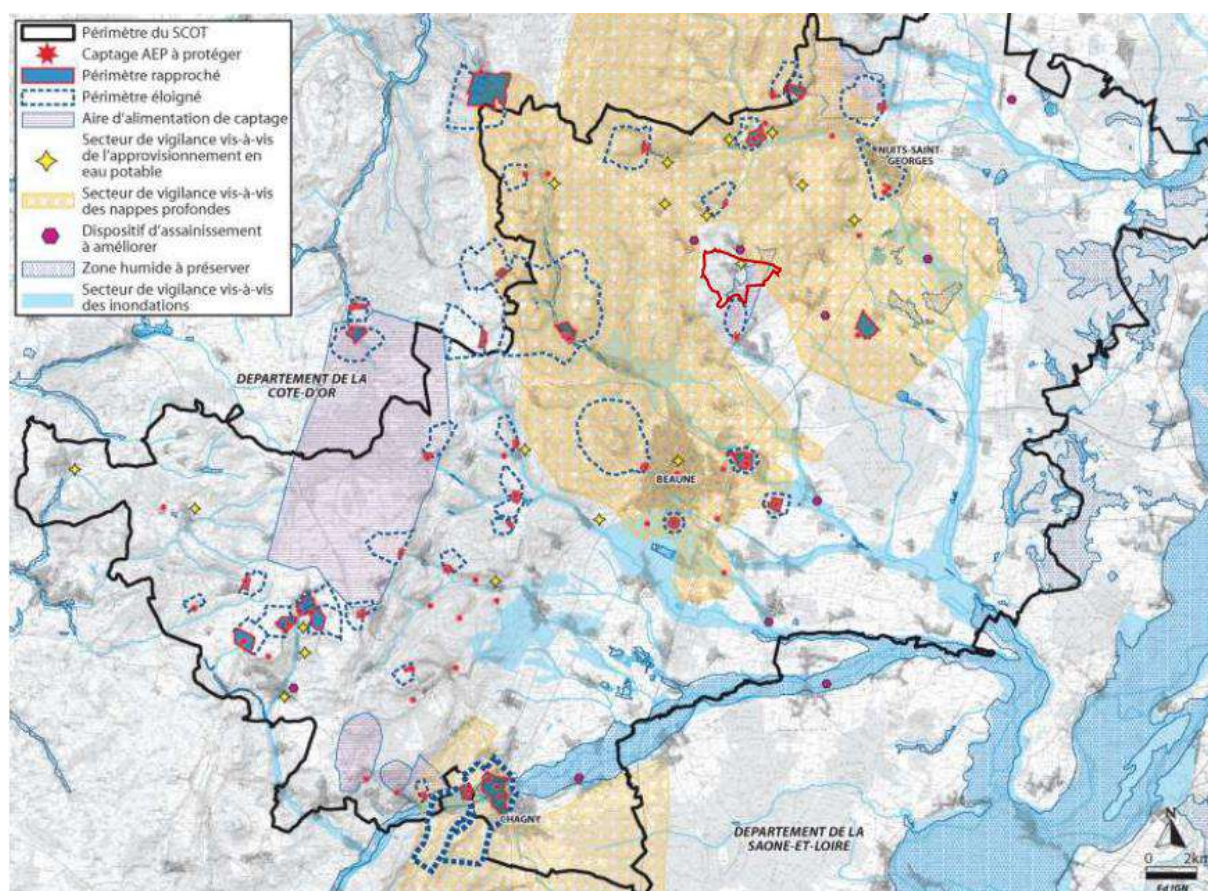 Périmètre du SCOT
Captage AEP à protéger
Périmètre rapproché
Périmètre éloigné
Aire d'alimentation de captage
Secteur de vigilance vis-à-vis
de l'approvisionnement en
eau potable
Secteur de vigilance vis-à-vis
des nappes profondes
Dispositif d'assainissement
à améliorer
Zone humide à préserver
Secteur de vigilance vis-à-vis
des inondations
NUITS-SAINT-
GEORGES
DEPARTEMENT DE LA
COTE-D'OR
BEAUNE
CHAGNY
DEPARTEMENT DE LA
SAONE-ET-LOIRE
N
0 2km
Fd IGN